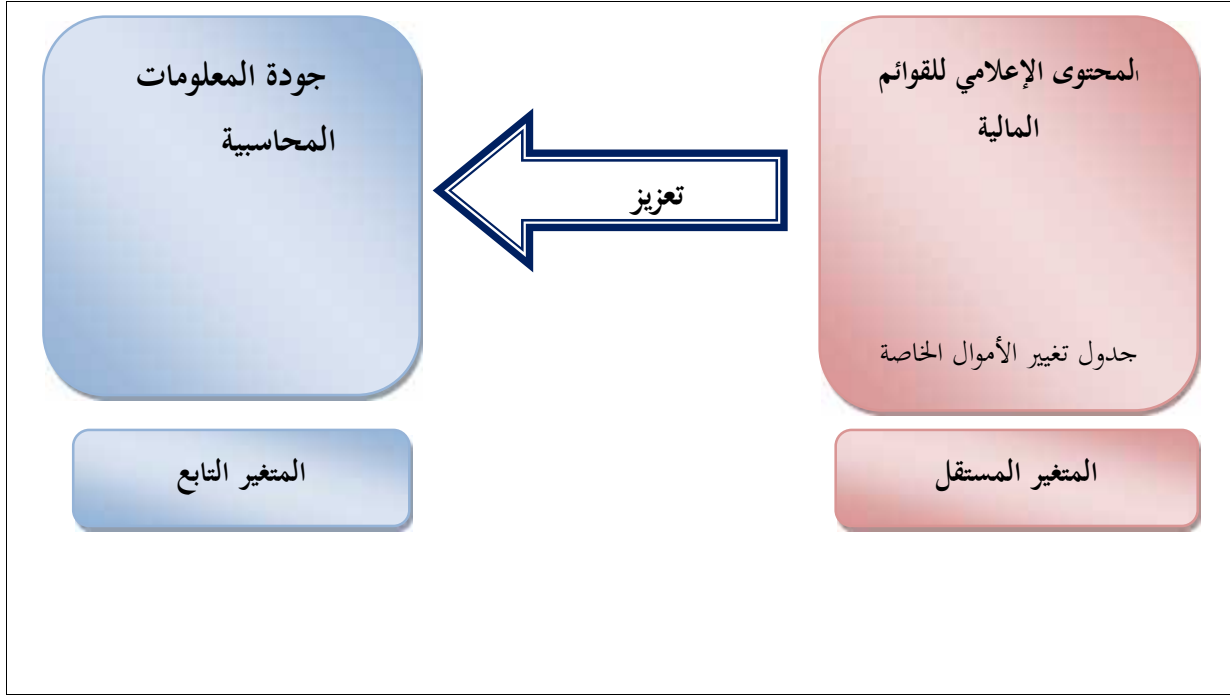 المحتوى الإعلامي للقوائم
المالية
جدول تغيير الأموال الخاصة
تعزيز
جودة المعلومات
المحاسبية
المتغير المستقل
المتغير التابع